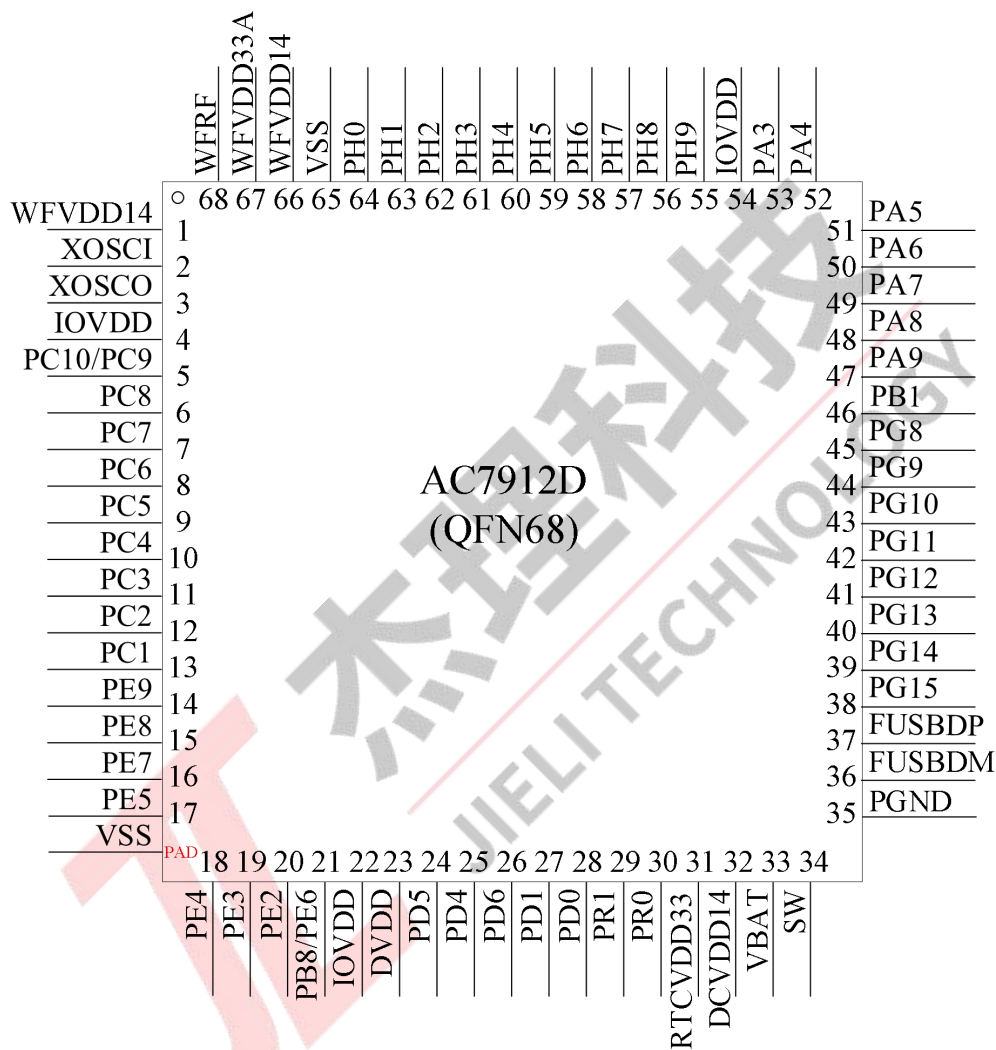 WFRF
WFVDD33A
WFVDD14
VSS
PH0
PH1
PH2
PH3
PH4
PH5
PH6
PH7
PH8
PH9
IOVDD
PA3
PA4
68 67 66 65 64 63 62 61 60 59 58 57 56 55 54 53 52
WFVDD14 1
XOSCI 2
XOSCO 3
IOVDD 4
PC10/PC9 5
PC8 6
PC7 7
PC6 8
PC5 9
PC4 10
PC3 11
PC2 12
PC1 13
PE9 14
PE8 15
PE7 16
PE5 17
VSS PAD
AC7912D
(QFN68)
杰理科技
JIELI TECHNOLOGY
51 PA5
50 PA6
49 PA7
48 PA8
47 PA9
46 PB1
45 PG8
44 PG9
43 PG10
42 PG11
41 PG12
40 PG13
39 PG14
38 PG15
37 FUSBDP
36 FUSBDM
35 PGND
18 19 20 21 22 23 24 25 26 27 28 29 30 31 32 33 34
PE4
PE3
PE2
PB8/PE6
IOVDD
DVDD
PD5
PD4
PD6
PD1
PD0
PR1
PR0
RTCVDD33
DCVDD14
VBAT
SW